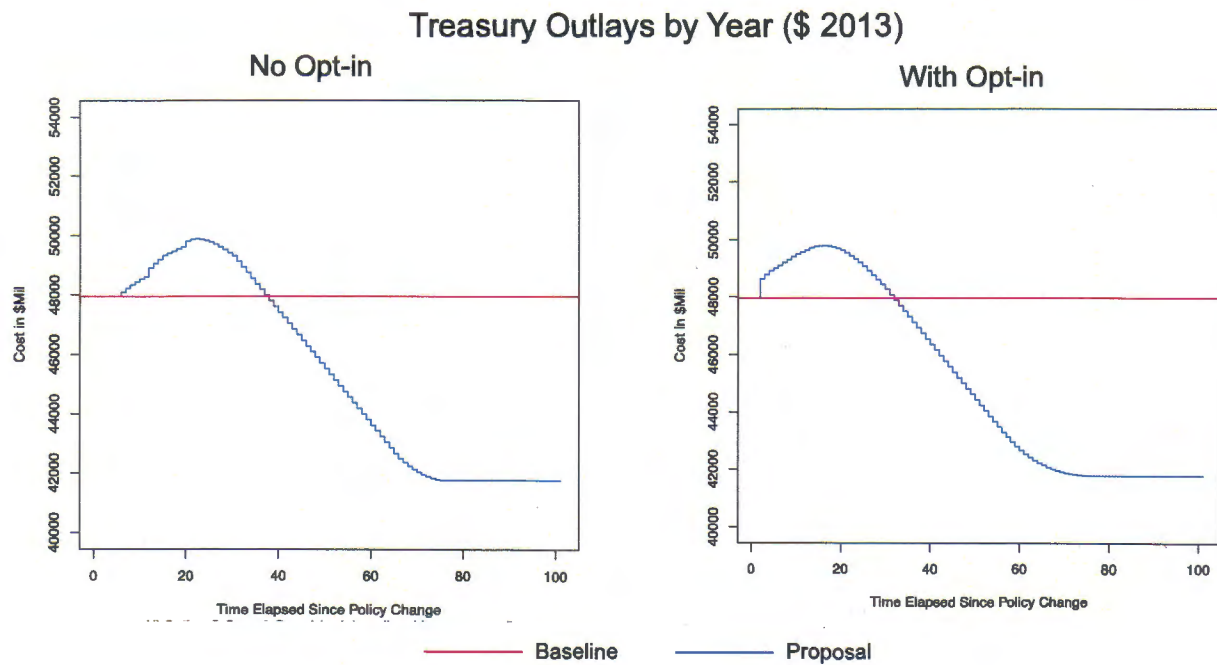 Treasury Outlays by Year ($ 2013)
No Opt-in
With Opt-in
54000
52000
50000
48000
46000
44000
42000
40000
Cost in $Mil
0 20 40 60 80 100
Time Elapsed Since Policy Change
54000
52000
50000
48000
46000
44000
42000
40000
Cost in $Mil
0 20 40 60 80 100
Time Elapsed Since Policy Change
Baseline Proposal